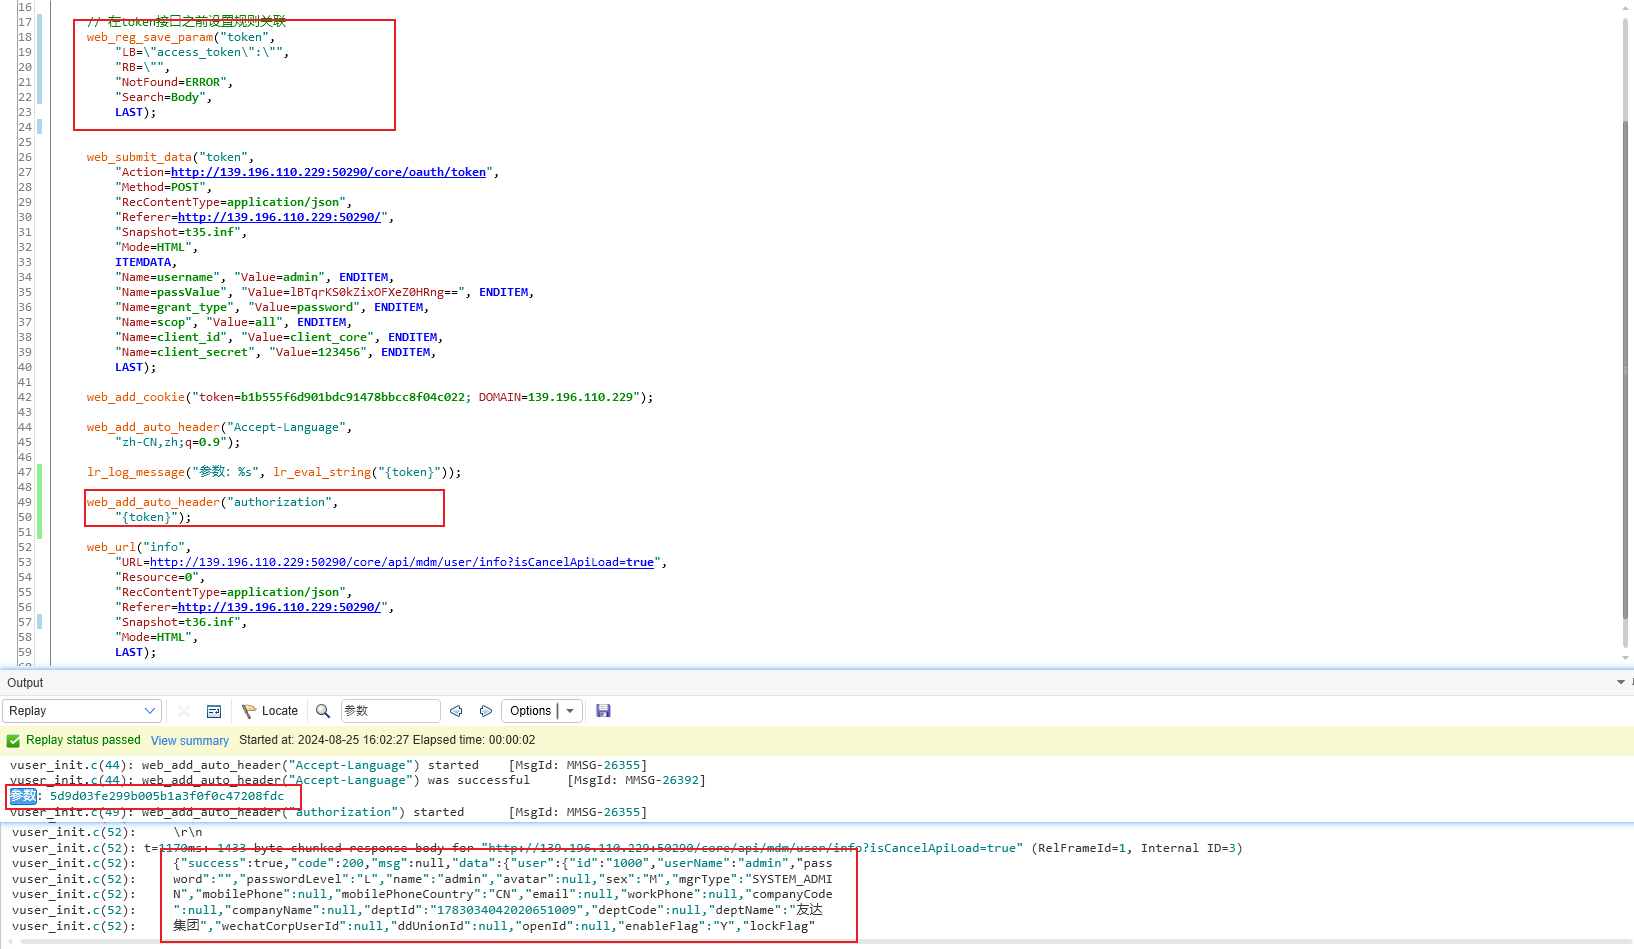 16
17 // 在token接口之前设置规则关联
18 web_reg_save_param("token",
19 "LB=\"access_token\":\"",
20 "RB=\"",
21 "NotFound=ERROR",
22 "Search=Body",
23 LAST);
24
25
26 web_submit_data("token",
27 "Action=http://139.196.110.229:50290/core/oauth/token",
28 "Method=POST",
29 "RecContentType=application/json",
30 "Referer=http://139.196.110.229:50290/",
31 "Snapshot=t35.inf",
32 "Mode=HTML",
33 ITEMDATA,
34 "Name=username", "Value=admin", ENDITEM,
35 "Name=passValue", "Value=lBTqrKS0kZixOFXeZ0HRng==", ENDITEM,
36 "Name=grant_type", "Value=password", ENDITEM,
37 "Name=scop", "Value=all", ENDITEM,
38 "Name=client_id", "Value=client_core", ENDITEM,
39 "Name=client_secret", "Value=123456", ENDITEM,
40 LAST);
41
42 web_add_cookie("token=b1b555f6d901bdc91478bbcc8f04c022; DOMAIN=139.196.110.229");
43
44 web_add_auto_header("Accept-Language",
45 "zh-CN,zh;q=0.9");
46
47 lr_log_message("参数: %s", lr_eval_string("{token}"));
48
49 web_add_auto_header("authorization",
50 "{token}");
51
52 web_url("info",
53 "URL=http://139.196.110.229:50290/core/api/mdm/user/info?isCancelApiLoad=true",
54 "Resource=0",
55 "RecContentType=application/json",
56 "Referer=http://139.196.110.229:50290/",
57 "Snapshot=t36.inf",
58 "Mode=HTML",
59 LAST);
60
Output
Replay Locate 参数 Options
Replay status passed View summary Started at: 2024-08-25 16:02:27 Elapsed time: 00:00:02
vuser_init.c(44): web_add_auto_header("Accept-Language") started [MsgId: MMSG-26355]
vuser_init.c(44): web_add_auto_header("Accept-Language") was successful [MsgId: MMSG-26392]
参数: 5d9d03fe299b005b1a3f0f0c47208fdc
vuser_init.c(49): web_add_auto_header("authorization") started [MsgId: MMSG-26355]
vuser_init.c(52): \r\n
vuser_init.c(52): t=1170ms: 1433-byte chunked response body for "http://139.196.110.229:50290/core/api/mdm/user/info?isCancelApiLoad=true" (RelFrameId=1, Internal ID=3)
vuser_init.c(52): {"success":true,"code":200,"msg":null,"data":{"user":{"id":"1000","userName":"admin","pass
vuser_init.c(52): word":"","passwordLevel":"L","name":"admin","avatar":null,"sex":"M","mgrType":"SYSTEM_ADMI
vuser_init.c(52): N","mobilePhone":null,"mobilePhoneCountry":"CN","email":null,"workPhone":null,"companyCode
vuser_init.c(52): ":null,"companyName":null,"deptId":"1783034042020651009","deptCode":null,"deptName":"友达
vuser_init.c(52): 集团","wechatCorpUserId":null,"ddUnionId":null,"openId":null,"enableFlag":"Y","lockFlag"